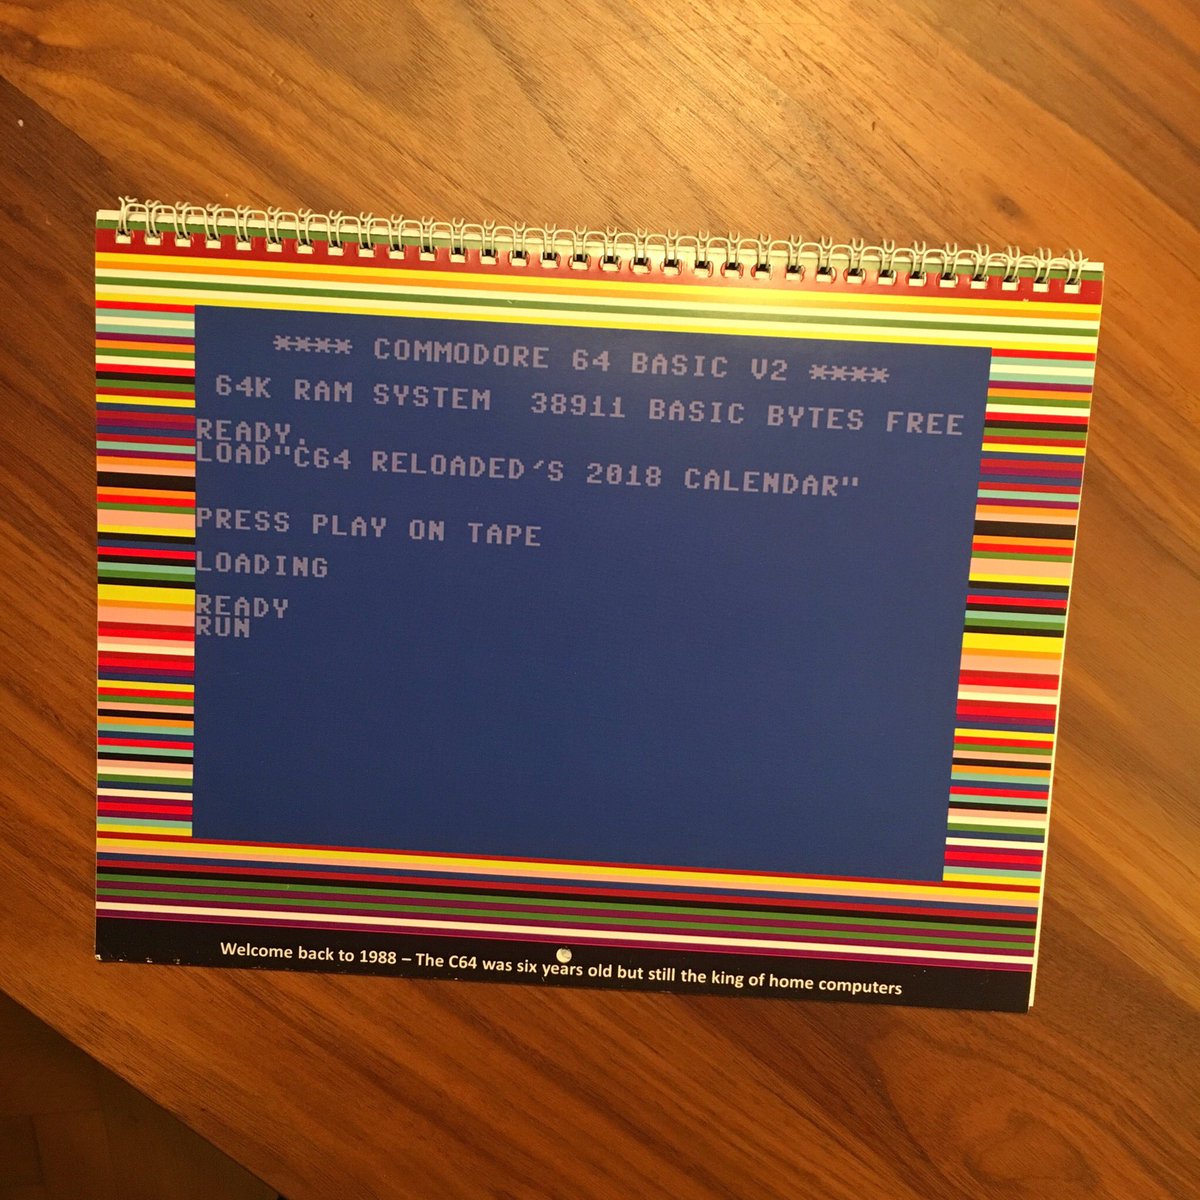 **** COMMODORE 64 BASIC V2 ****
64K RAM SYSTEM  38911 BASIC BYTES FREE
READY.
LOAD"C64 RELOADED'S 2018 CALENDAR"
PRESS PLAY ON TAPE
LOADING
READY
RUN
Welcome back to 1988 – The C64 was six years old but still the king of home computers